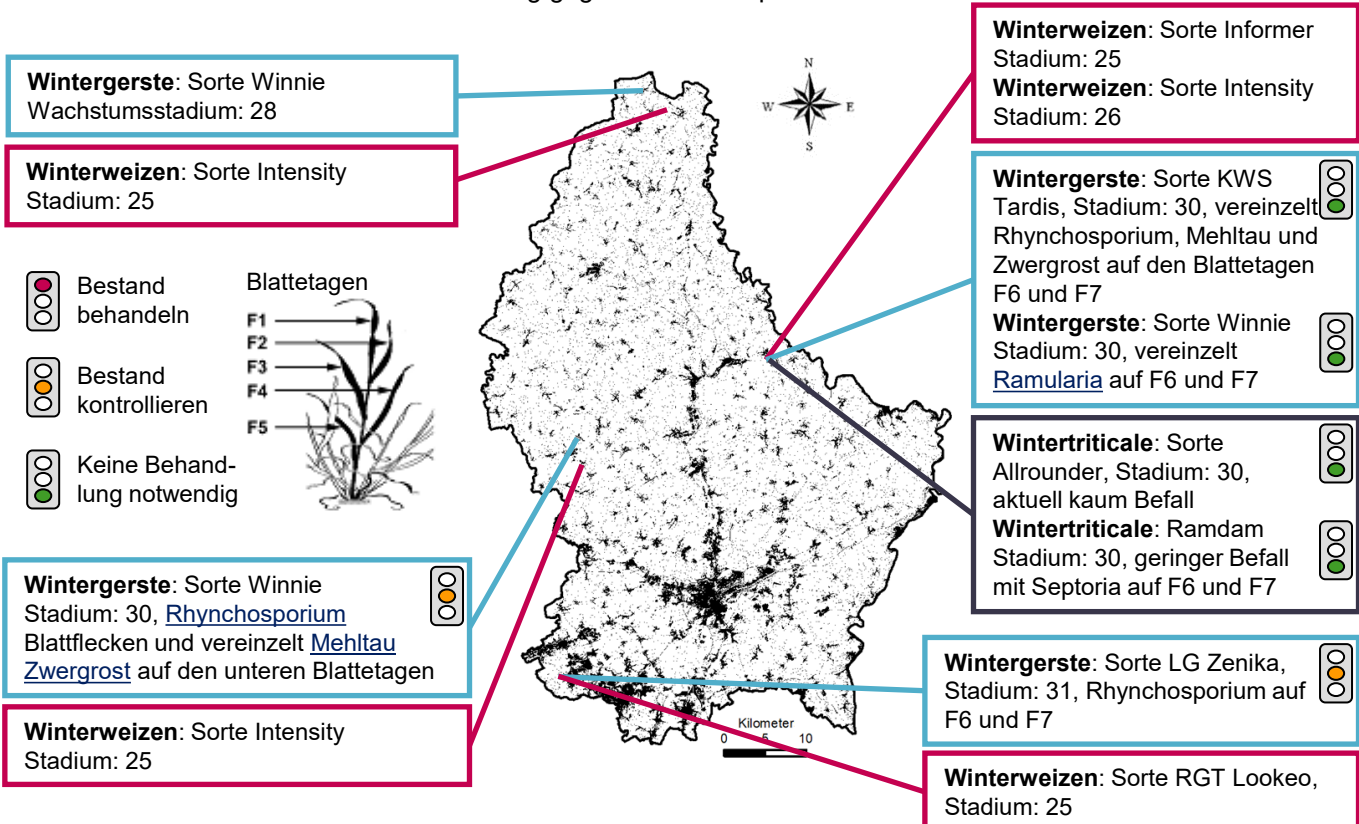 Wintergerste: Sorte Winnie
Wachstumsstadium: 28
Winterweizen: Sorte Intensity
Stadium: 25
Bestand
behandeln
Bestand
kontrollieren
Keine Behand-
lung notwendig
Blattetagen
F1
F2
F3
F4
F5
Wintergerste: Sorte Winnie
Stadium: 30, Rhynchosporium
Blattflecken und vereinzelt Mehltau
Zwergrost auf den unteren Blattetagen
Winterweizen: Sorte Intensity
Stadium: 25
N
W
E
S
Kilometer
0 5 10
Winterweizen: Sorte Informer
Stadium: 25
Winterweizen: Sorte Intensity
Stadium: 26
Wintergerste: Sorte KWS
Tardis, Stadium: 30, vereinzelt
Rhynchosporium, Mehltau und
Zwergrost auf den Blattetagen
F6 und F7
Wintergerste: Sorte Winnie
Stadium: 30, vereinzelt
Ramularia auf F6 und F7
Wintertriticale: Sorte
Allrounder, Stadium: 30,
aktuell kaum Befall
Wintertriticale: Ramdam
Stadium: 30, geringer Befall
mit Septoria auf F6 und F7
Wintergerste: Sorte LG Zenika,
Stadium: 31, Rhynchosporium auf
F6 und F7
Winterweizen: Sorte RGT Lookeo,
Stadium: 25